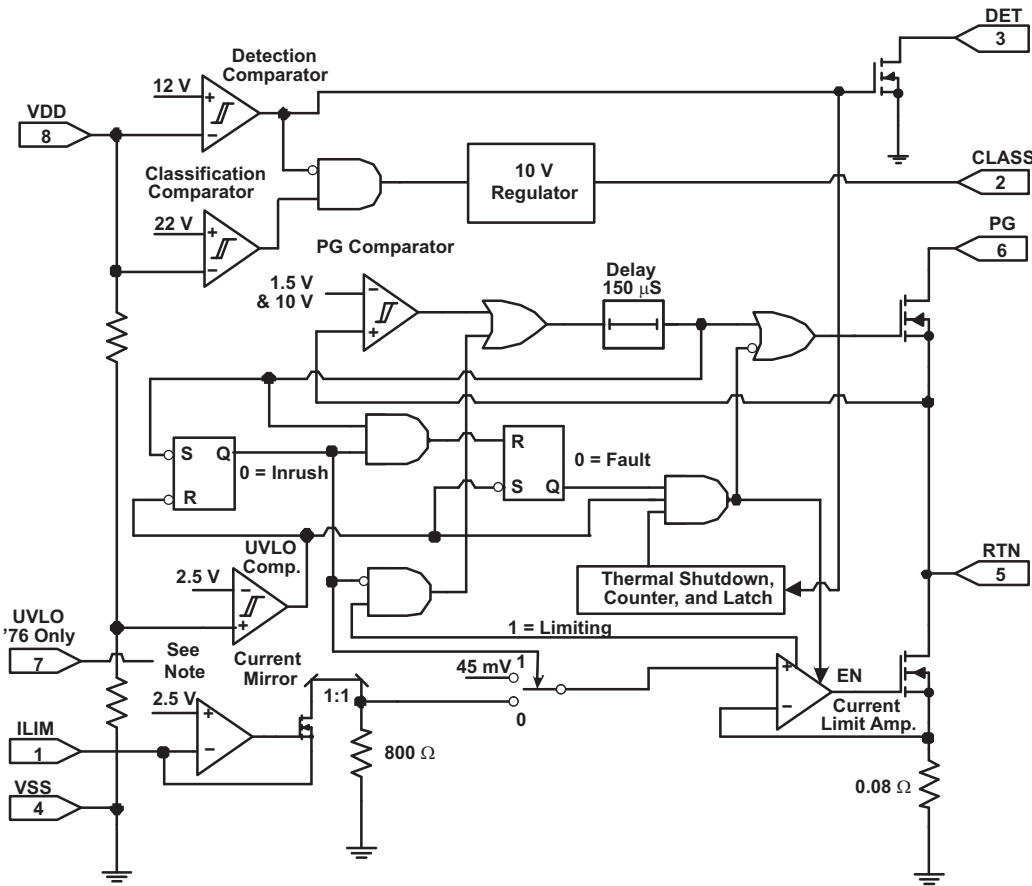 DET
3
Detection
Comparator
12 V
+
−
VDD
8
Classification
Comparator
10 V
Regulator
CLASS
2
22 V
+
−
PG Comparator
PG
6
1.5 V
& 10 V
−
+
Delay
150 μS
S
Q
R
0 = Inrush
R
S
Q
0 = Fault
UVLO
Comp.
2.5 V
−
+
Thermal Shutdown,
Counter, and Latch
RTN
5
UVLO
'76 Only
7
See
Note
Current
Mirror
1 = Limiting
45 mV
1
0
1:1
2.5 V
+
−
+
−
EN
Current
Limit Amp.
ILIM
1
800 Ω
0.08 Ω
VSS
4